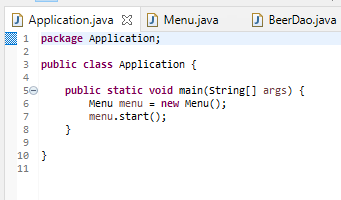 Application.java Menu.java BeerDao.java
1 package Application;
2
3 public class Application {
4
5 public static void main(String[] args) {
6 Menu menu = new Menu();
7 menu.start();
8 }
9
10 }
11